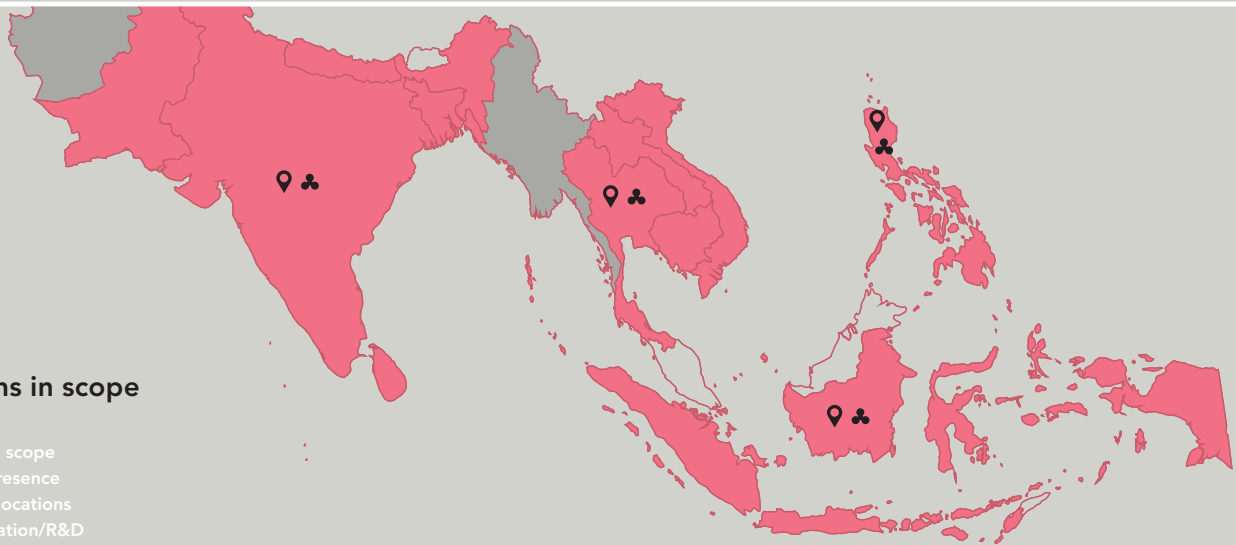 ns in scope
scope
resence
ocations
ation/R&D